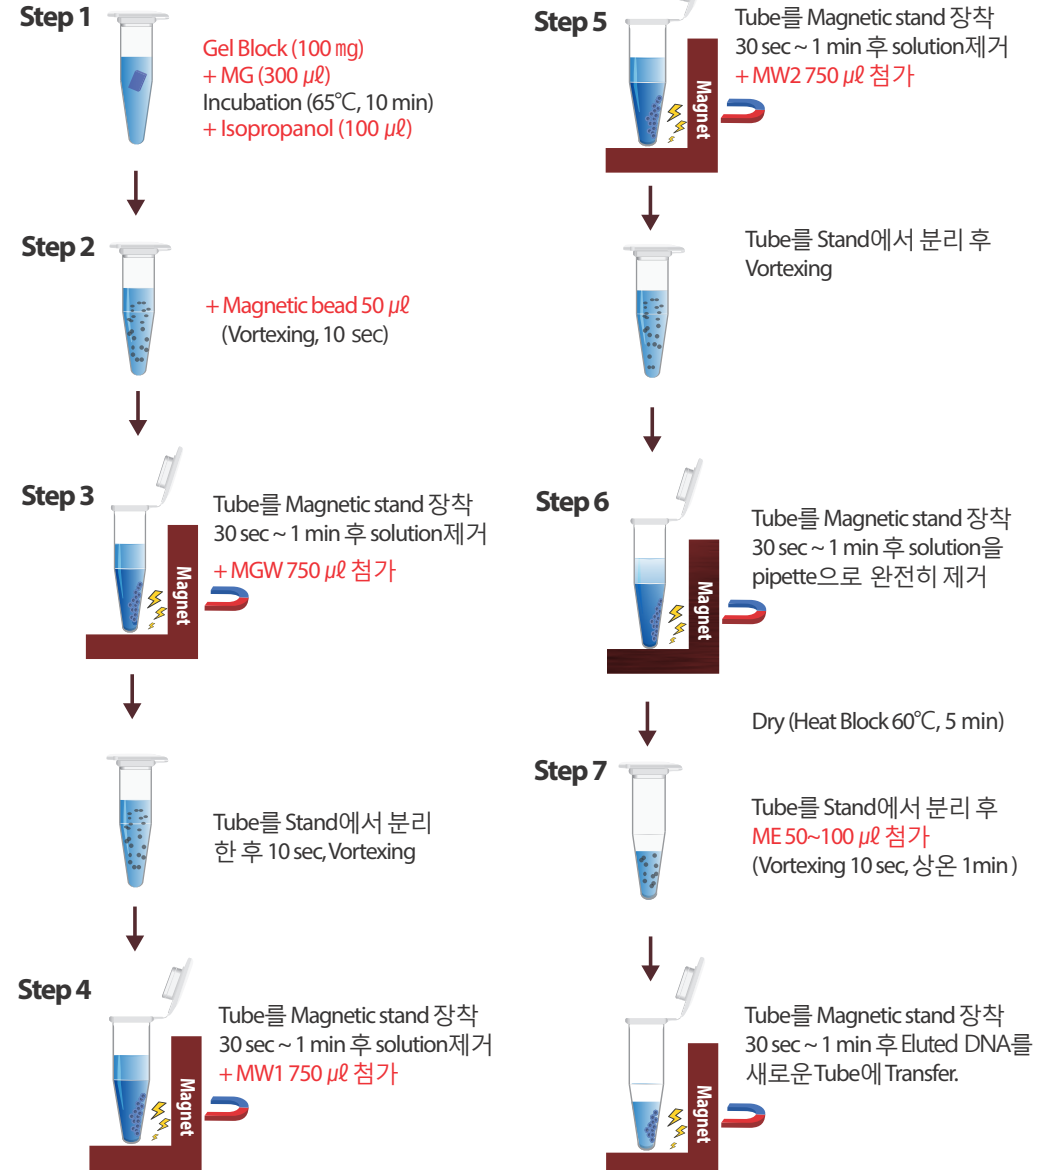 Step 1
Gel Block (100 ㎎)
+ MG (300 ㎕)
Incubation (65℃, 10 min)
+ Isopropanol (100 ㎕)
Step 2
+ Magnetic bead 50 ㎕
(Vortexing, 10 sec)
Step 3
Tube를 Magnetic stand 장착
30 sec ~ 1 min 후 solution제거
+ MGW 750 ㎕ 첨가
Magnet
Tube를 Stand에서 분리
한 후 10 sec, Vortexing
Step 4
Tube를 Magnetic stand 장착
30 sec ~ 1 min 후 solution제거
+ MW1 750 ㎕ 첨가
Magnet
Step 5
Tube를 Magnetic stand 장착
30 sec ~ 1 min 후 solution제거
+ MW2 750 ㎕ 첨가
Magnet
Tube를 Stand에서 분리 후
Vortexing
Step 6
Tube를 Magnetic stand 장착
30 sec ~ 1 min 후 solution을
pipette으로 완전히 제거
Magnet
Dry (Heat Block 60℃, 5 min)
Step 7
Tube를 Stand에서 분리 후
ME 50~100 ㎕ 첨가
(Vortexing 10 sec, 상온 1min )
Tube를 Magnetic stand 장착
30 sec ~ 1 min 후 Eluted DNA를
새로운 Tube에 Transfer.
Magnet